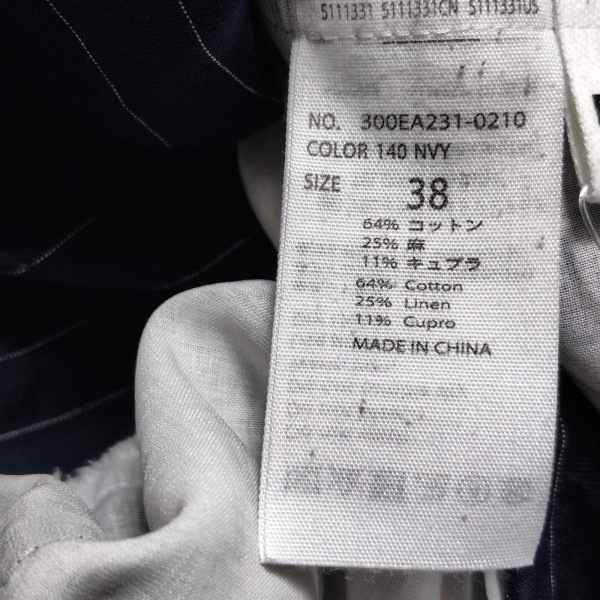 S111331 S111331CN S111331US
NO. 300EA231-0210
COLOR 140 NVY
SIZE 38
64% コットン
25% 麻
11% キュプラ
64% Cotton
25% Linen
11% Cupro
MADE IN CHINA